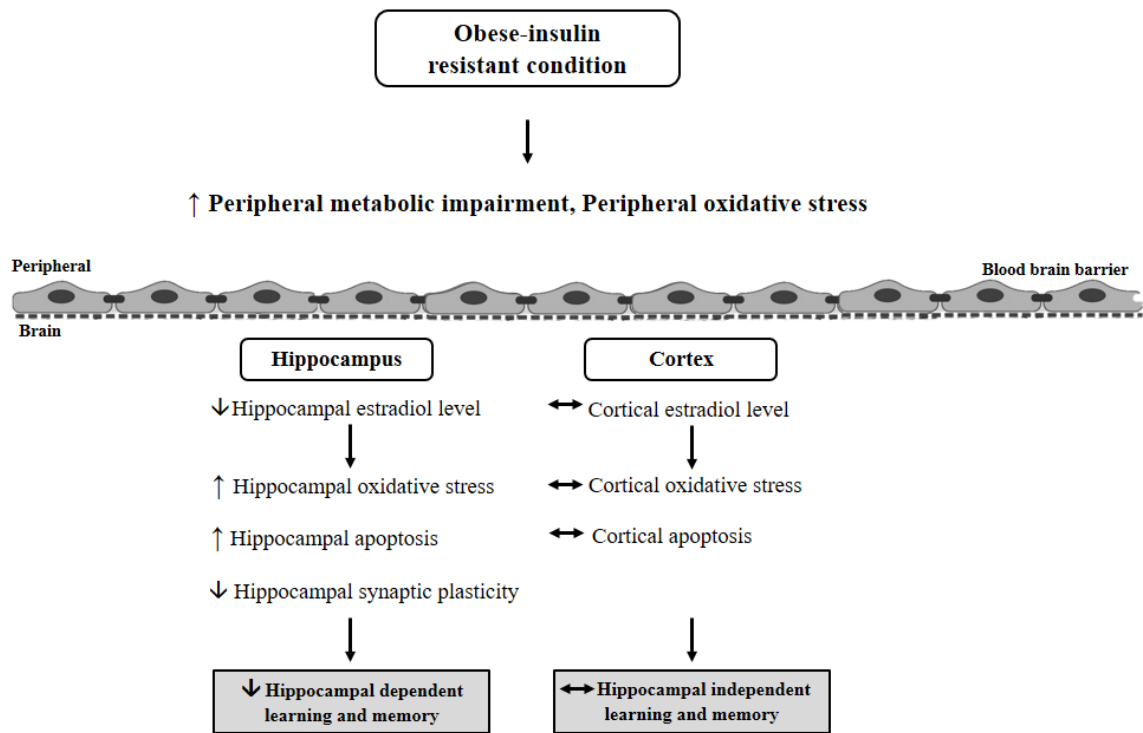 Obese-insulin
resistant condition
↑ Peripheral metabolic impairment, Peripheral oxidative stress
Peripheral
Blood brain barrier
Brain
Hippocampus
Cortex
↓ Hippocampal estradiol level
↔ Cortical estradiol level
↑ Hippocampal oxidative stress
↔ Cortical oxidative stress
↑ Hippocampal apoptosis
↔ Cortical apoptosis
↓ Hippocampal synaptic plasticity
↓ Hippocampal dependent
learning and memory
↔ Hippocampal independent
learning and memory